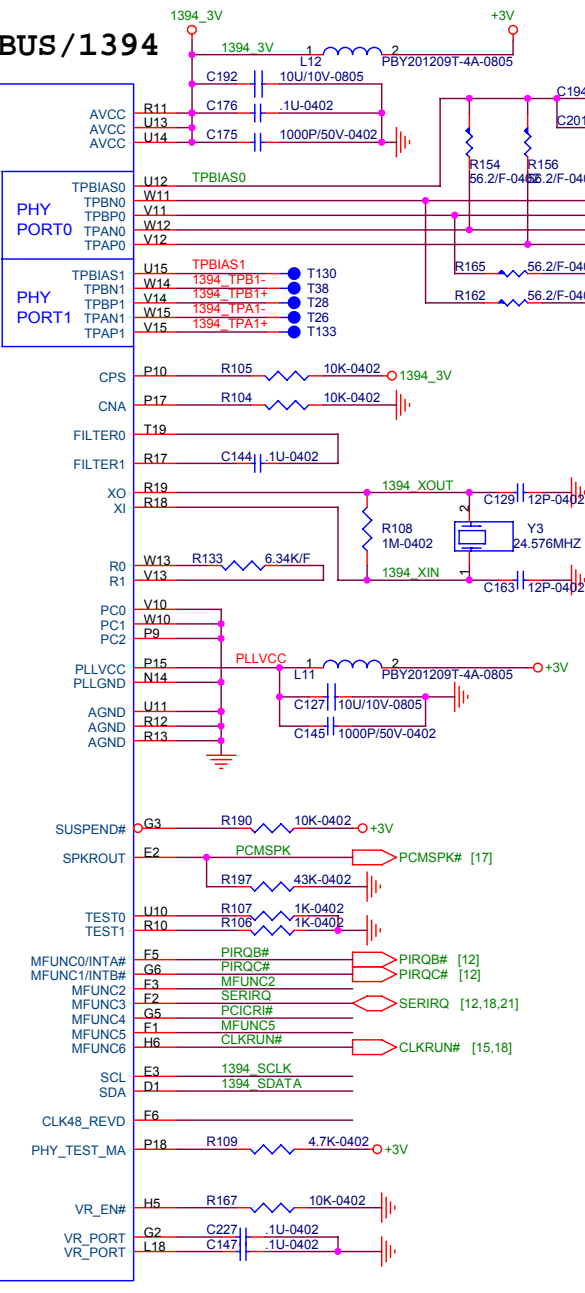 1394_3V
+3V
BUS/1394
1394_3V 1 2
L12 PBY201209T-4A-0805
C192 10U/10V-0805
C194
AVCC R11 C176 .1U-0402
C201
AVCC U13
AVCC U14 C175 1000P/50V-0402
R154 R156
56.2/F-04 56.2/F-04
TPBIAS0 U12 TPBIAS0
TPBN0 W11
PHY
PORT0
TPBP0 V11
TPAN0 W12
TPAP0 V12
TPBIAS1 U15 TPBIAS1 T130
R165 56.2/F-04
TPBN1 W14 1394_TPB1- T38
PHY
PORT1
TPBP1 V14 1394_TPB1+ T28
R162 56.2/F-04
TPAN1 W15 1394_TPA1- T26
TPAP1 V15 1394_TPA1+ T133
CPS P10 R105 10K-0402 1394_3V
CNA P17 R104 10K-0402
FILTER0 T19
FILTER1 R17 C144 .1U-0402
XO R19 1394_XOUT C129 12P-0402
XI R18
2
R108
1M-0402
Y3
24.576MHZ
1
R0 W13 R133 6.34K/F
R1 V13 1394_XIN C163 12P-0402
PC0 V10
PC1 W10
PC2 P9
PLLVCC P15 PLLVCC 1 2 +3V
L11 PBY201209T-4A-0805
PLLGND N14
C127 10U/10V-0805
AGND U11
AGND R12
C145 1000P/50V-0402
AGND R13
SUSPEND# G3 R190 10K-0402 +3V
SPKROUT E2 PCMSPK PCMSPK# [17]
R197 43K-0402
TEST0 U10 R107 1K-0402
TEST1 R10 R106 1K-0402
MFUNC0/INTA# F5 PIRQB# PIRQB# [12]
MFUNC1/INTB# G6 PIRQC# PIRQC# [12]
MFUNC2 F3 MFUNC2
MFUNC3 F2 SERIRQ SERIRQ [12,18,21]
MFUNC4 G5 PCICRI#
MFUNC5 F1 MFUNC5
MFUNC6 H6 CLKRUN# CLKRUN# [15,18]
SCL E3 1394_SCLK
SDA D1 1394_SDATA
CLK48_REVD F6
PHY_TEST_MA P18 R109 4.7K-0402 +3V
VR_EN# H5 R167 10K-0402
VR_PORT G2 C227 .1U-0402
VR_PORT L18 C147 .1U-0402